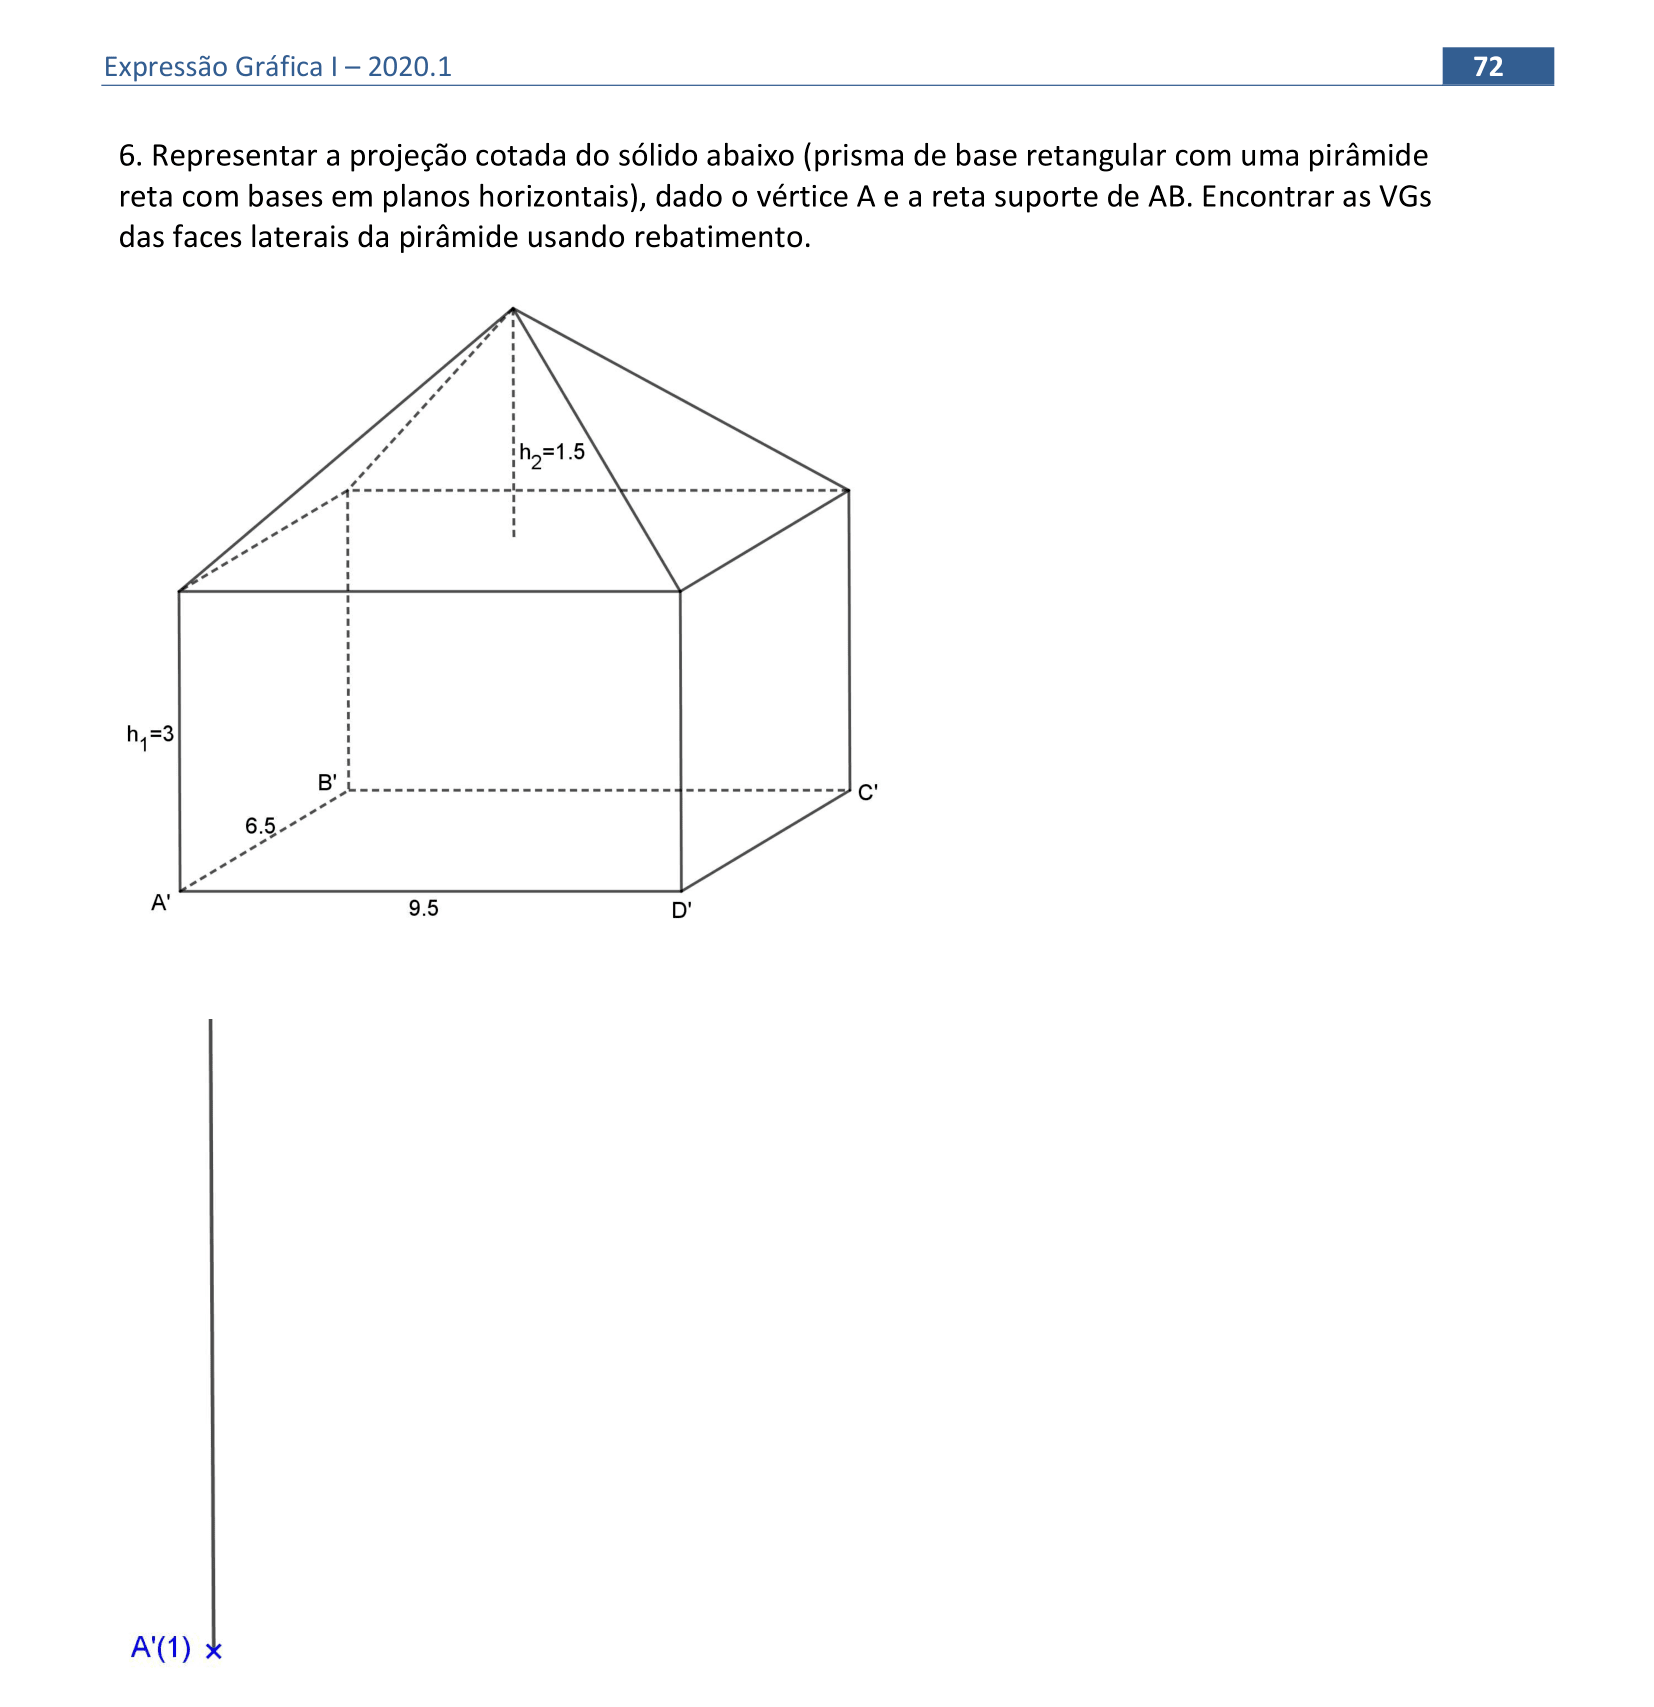 Expressão Gráfica I – 2020.1 72
6. Representar a projeção cotada do sólido abaixo (prisma de base retangular com uma pirâmide
reta com bases em planos horizontais), dado o vértice A e a reta suporte de AB. Encontrar as VGs
das faces laterais da pirâmide usando rebatimento.
h₂=1.5
h₁=3
B'
C'
6.5
A'
9.5
D'
A'(1)